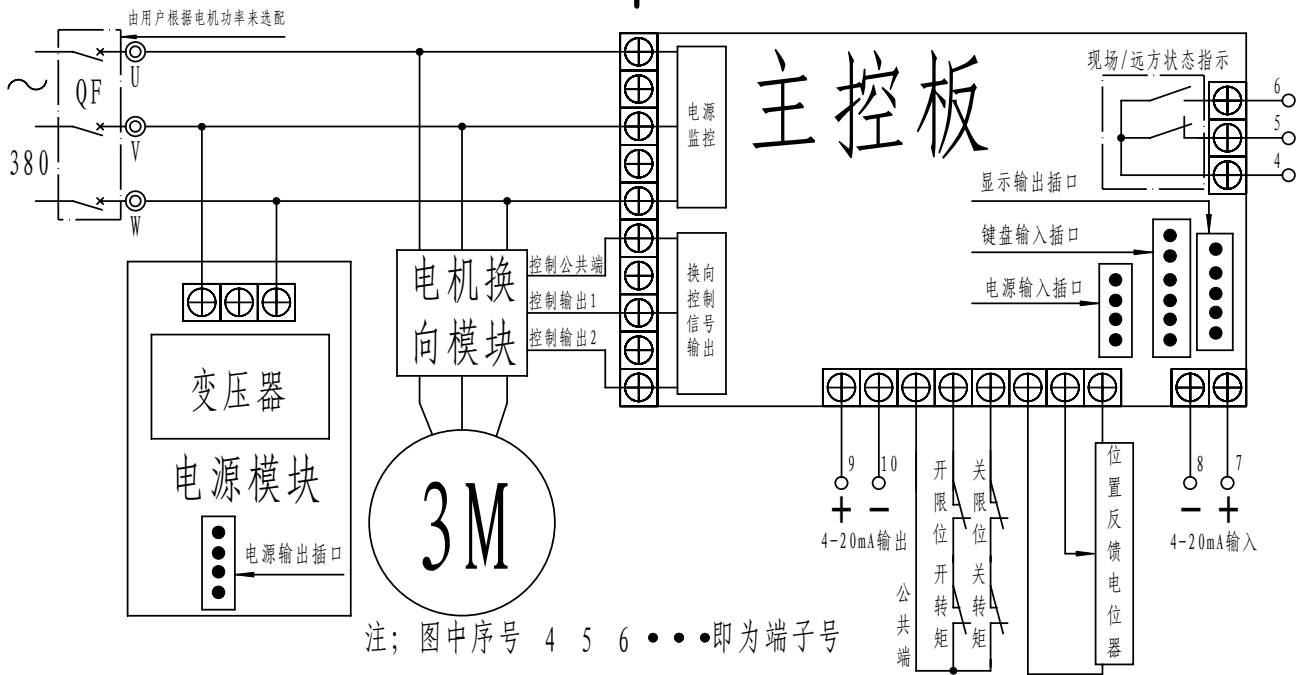 由用户根据电机功率来选配
QF
380
U
V
W
变压器
电源模块
电源输出插口
电机换
向模块
3M
控制公共端
控制输出1
控制输出2
电源
监控
换向
控制
信号
输出
主控板
现场/远方状态指示
6
5
4
显示输出插口
键盘输入插口
电源输入插口
9
10
+
−
4-20mA输出
公共端
开限位
开转矩
关限位
关转矩
位置反馈电位器
8
7
−
+
4-20mA输入
注；图中序号 4 5 6 ●●●即为端子号